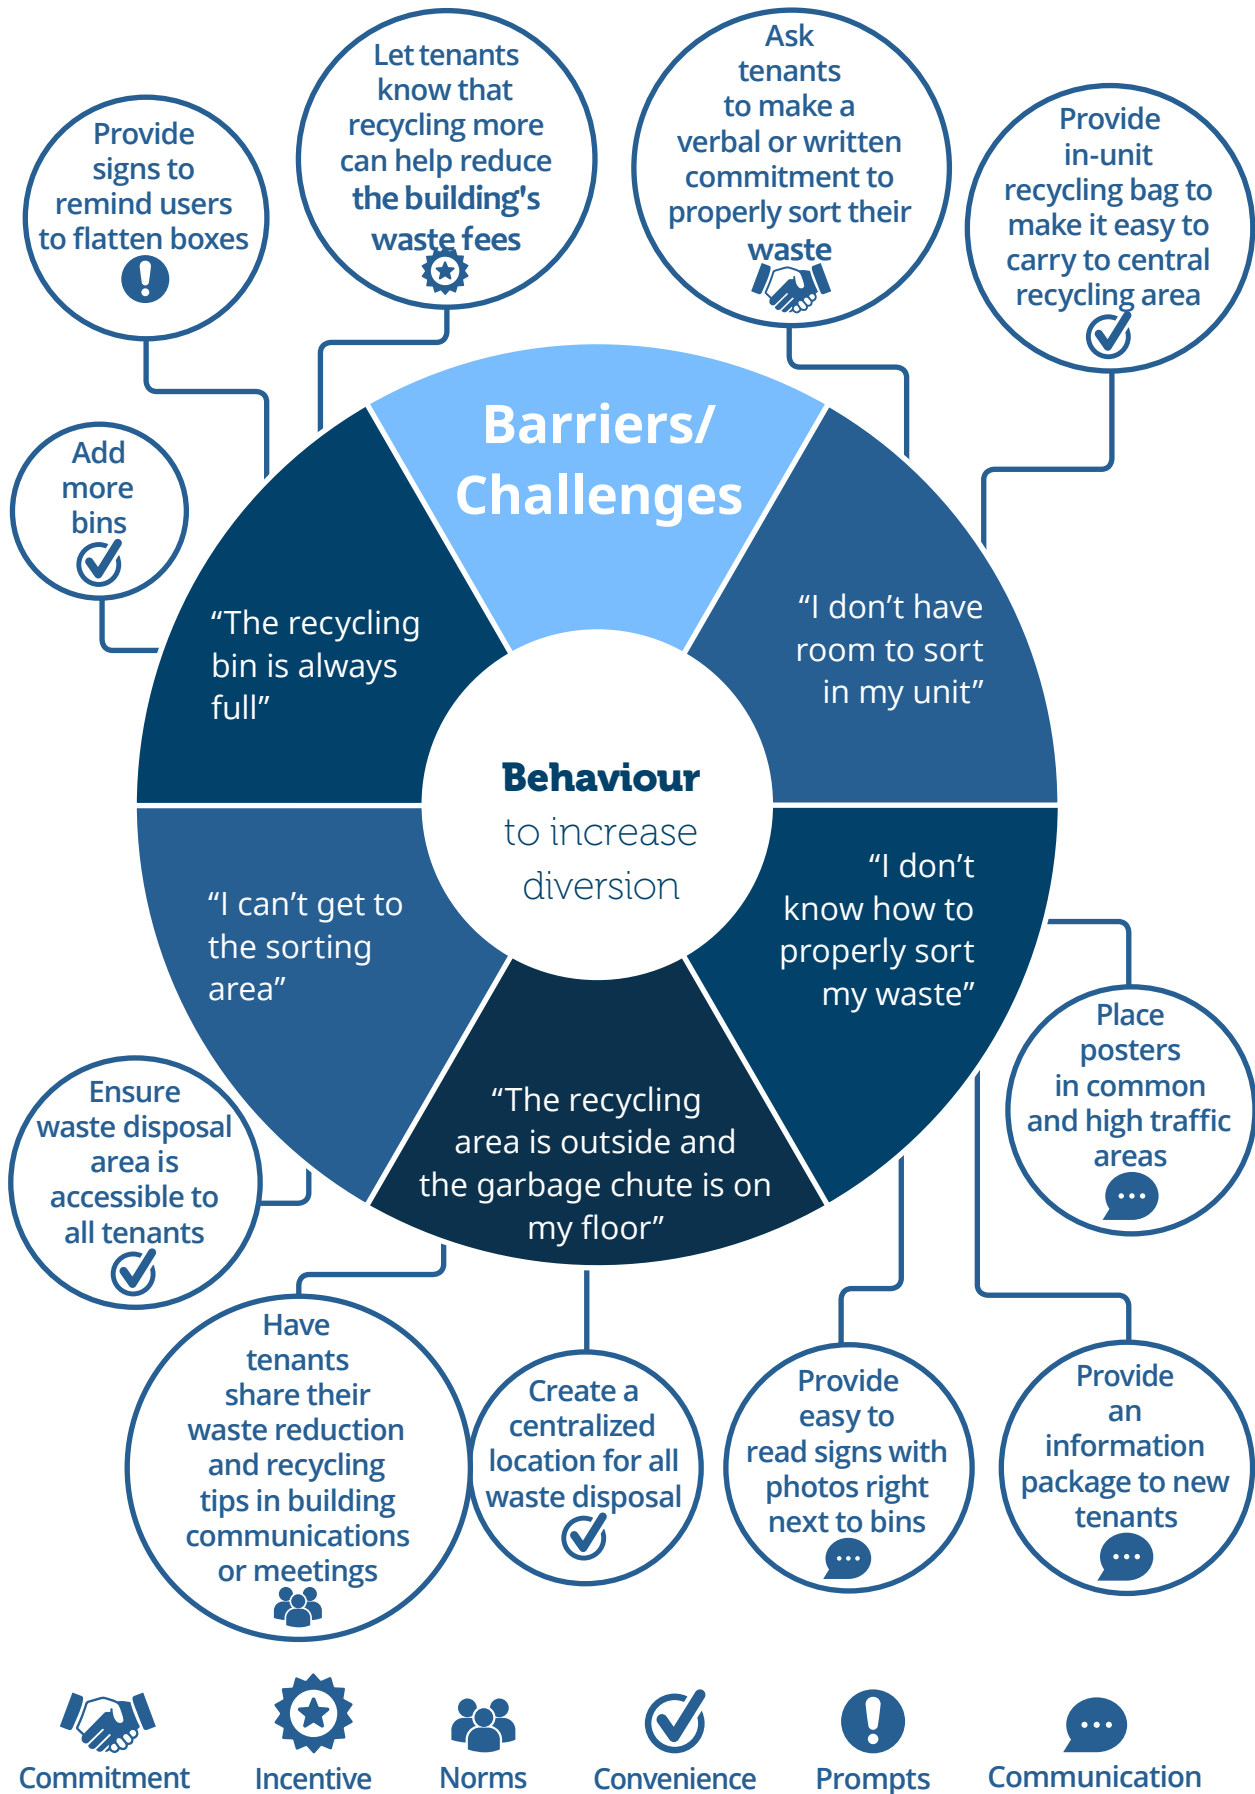 Let tenants
know that
recycling more
can help reduce
the building's
waste fees
Ask
tenants
to make a
verbal or written
commitment to
properly sort their
waste
Provide
signs to
remind users
to flatten boxes
Provide
in-unit
recycling bag to
make it easy to
carry to central
recycling area
Add
more
bins
Barriers/
Challenges
“The recycling
bin is always
full”
“I don’t have
room to sort
in my unit”
Behaviour
to increase
diversion
“I can’t get to
the sorting
area”
“I don’t
know how to
properly sort
my waste”
“The recycling
area is outside and
the garbage chute is on
my floor”
Place
posters
in common
and high traffic
areas
Ensure
waste disposal
area is
accessible to
all tenants
Have
tenants
share their
waste reduction
and recycling
tips in building
communications
or meetings
Create a
centralized
location for all
waste disposal
Provide
easy to
read signs with
photos right
next to bins
Provide
an
information
package to new
tenants
Commitment
Incentive
Norms
Convenience
Prompts
Communication